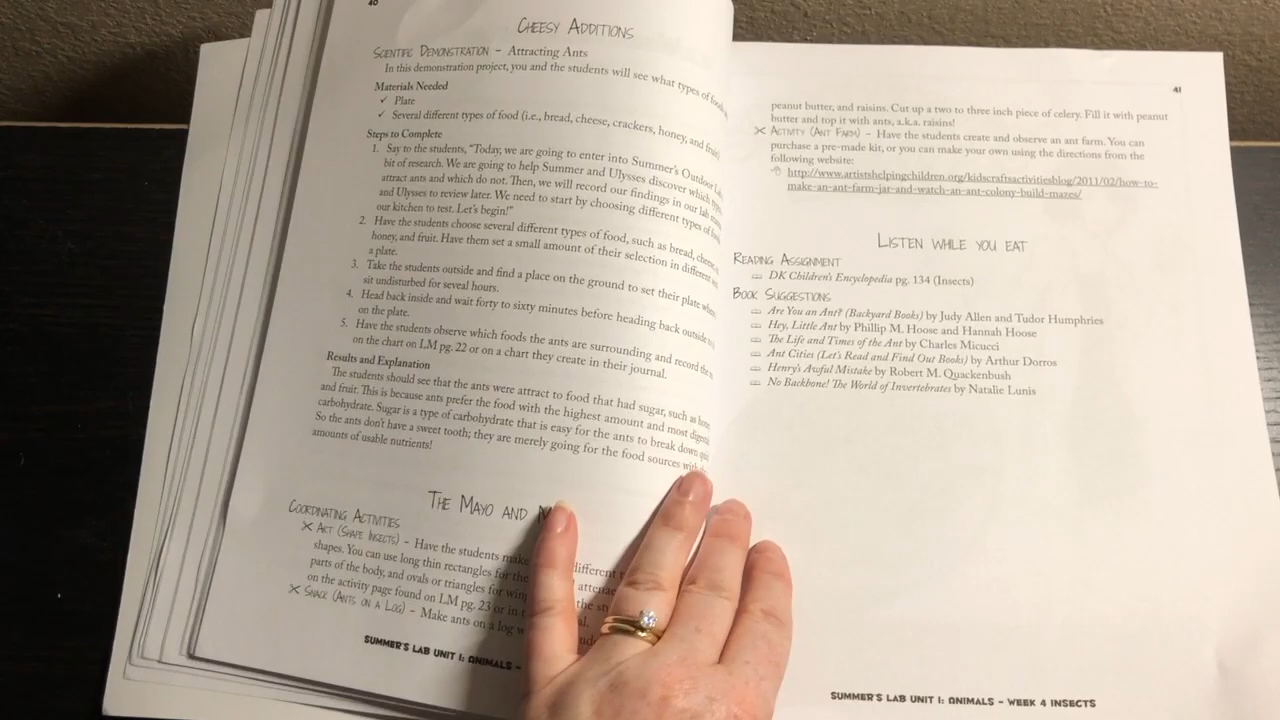 40
CHEESY ADDITIONS
SCIENTIFIC DEMONSTRATION – Attracting Ants
In this demonstration project, you and the students will see what types of food
Materials Needed
✓ Plate
✓ Several different types of food (i.e., bread, cheese, crackers, honey, and fruit)
Steps to Complete
1. Say to the students, "Today, we are going to enter into Summer's Outdoor
bit of research. We are going to help Summer and Ulysses discover which
attract ants and which do not. Then, we will record our findings in our lab
and Ulysses to review later. We need to start by choosing different types of
our kitchen to test. Let's begin!"
2. Have the students choose several different types of food, such as bread,
honey, and fruit. Have them set a small amount of their selection in different
a plate.
3. Take the students outside and find a place on the ground to set their plate
sit undisturbed for seveal hours.
4. Head back inside and wait forty to sixty minutes before heading back outside
on the plate.
5. Have the students observe which foods the ants are surrounding and record
on the chart on LM pg. 22 or on a chart they create in their journal.
Results and Explanation
The students should see that the ants were attract to food that had sugar, such as
and fruit. This is because ants prefer the food with the highest amount and most
carbohydrate. Sugar is a type of carbohydrate that is easy for the ants to break down
So the ants don't have a sweet tooth; they are merely going for the food sources
amounts of usable nutrients!
THE MAYO AND
COORDINATING ACTIVITIES
✂ ART (SHAPE INSECTS) – Have the students make different
shapes. You can use long thin rectangles for the
parts of the body, and ovals or triangles for
on the activity page found on LM pg. 23 or in
✂ SNACK (ANTS ON A LOG) – Make ants on a log
SUMMER'S LAB UNIT 1: ANIMALS –
41
peanut butter, and raisins. Cut up a two to three inch piece of celery. Fill it with peanut
butter and top it with ants, a.k.a. raisins!
✂ ACTIVITY (ANT FARM) – Have the students create and observe an ant farm. You can
purchase a pre-made kit, or you can make your own using the directions from the
following website:
http://www.artistshelpingchildren.org/kidscraftsactivitiesblog/2011/02/how-to-
make-an-ant-farm-jar-and-watch-an-ant-colony-build-mazes/
LISTEN WHILE YOU EAT
READING ASSIGNMENT
DK Children's Encyclopedia pg. 134 (Insects)
BOOK SUGGESTIONS
Are You an Ant? (Backyard Books) by Judy Allen and Tudor Humphries
Hey, Little Ant by Phillip M. Hoose and Hannah Hoose
The Life and Times of the Ant by Charles Micucci
Ant Cities (Let's Read and Find Out Books) by Arthur Dorros
Henry's Awful Mistake by Robert M. Quackenbush
No Backbone! The World of Invertebrates by Natalie Lunis
SUMMER'S LAB UNIT 1: ANIMALS – WEEK 4 INSECTS